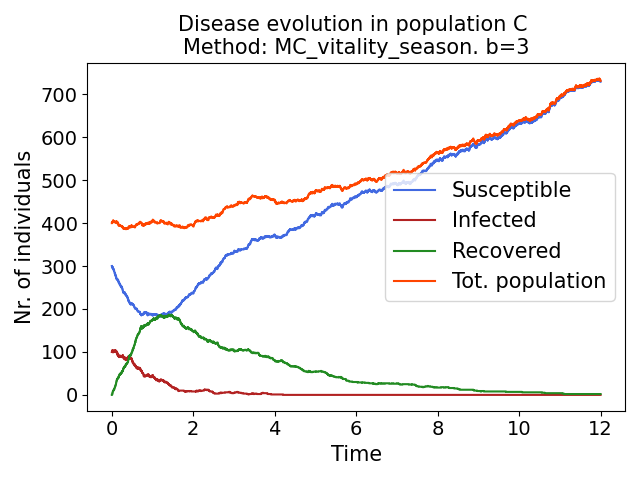 Disease evolution in population C
Method: MC_vitality_season. b=3
Nr. of individuals
700
600
500
400
300
200
100
0
Susceptible
Infected
Recovered
Tot. population
0 2 4 6 8 10 12
Time